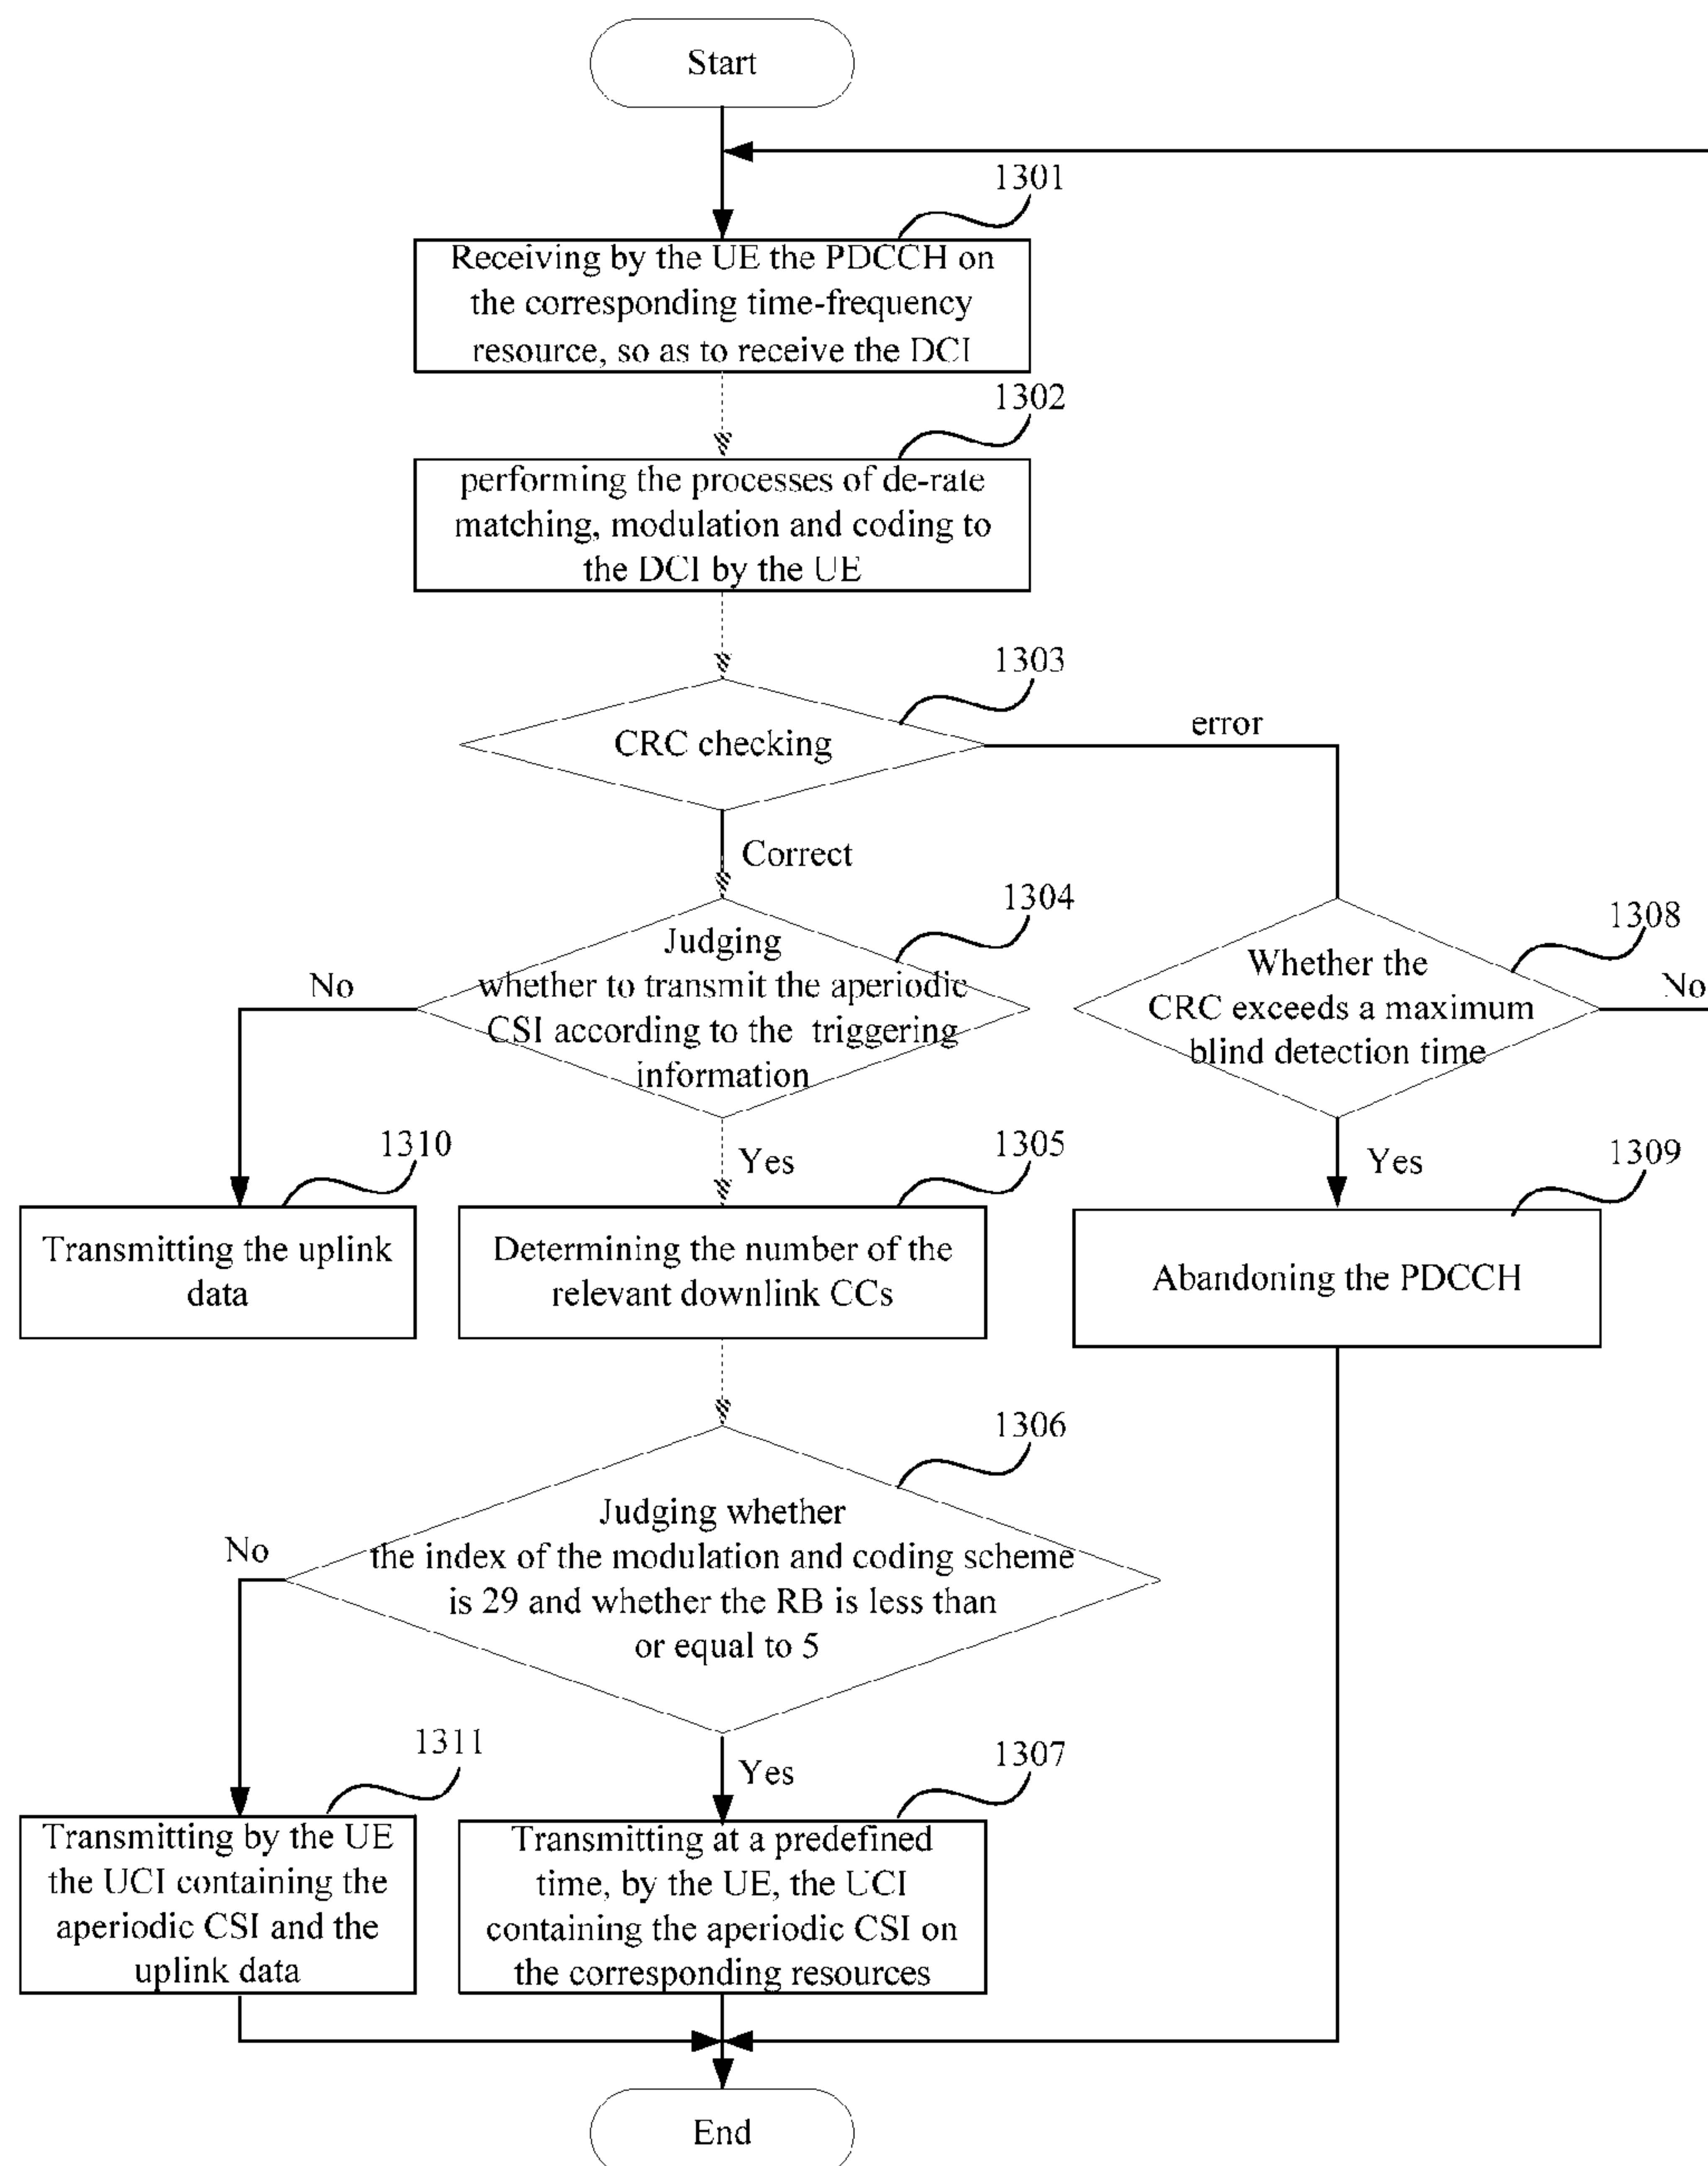 Start
1301
Receiving by the UE the PDCCH on
the corresponding time-frequency
resource, so as to receive the DCI
1302
performing the processes of de-rate
matching, modulation and coding to
the DCI by the UE
1303
CRC checking
error
Correct
1304
Judging
whether to transmit the aperiodic
CSI according to the triggering
information
No
1308
Whether the
CRC exceeds a maximum
blind detection time
No
1310
Transmitting the uplink
data
Yes
1305
Determining the number of the
relevant downlink CCs
Yes
1309
Abandoning the PDCCH
1306
Judging whether
the index of the modulation and coding scheme
is 29 and whether the RB is less than
or equal to 5
No
1311
Transmitting by the UE
the UCI containing the
aperiodic CSI and the
uplink data
Yes
1307
Transmitting at a predefined
time, by the UE, the UCI
containing the aperiodic CSI on
the corresponding resources
End